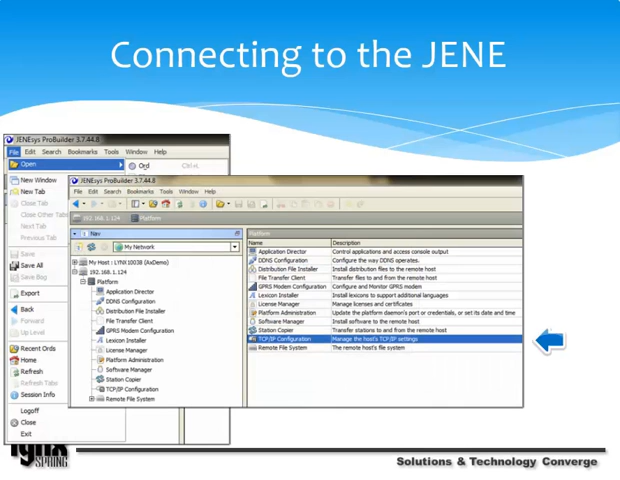 Connecting to the JENE
JENEsys ProBuilder 3.7.44.8
File Edit Search Bookmarks Tools Window Help
Open
Ord
Ctrl+L
New Window
New Tab
Close Tab
Close Other Tabs
Next Tab
Previous Tab
Save
Save All
Save Bog
Export
Back
Forward
Up Level
Recent Ords
Home
Refresh
Refresh Tabs
Session Info
Logoff
Close
Exit
JENEsys ProBuilder 3.7.44.8
File Edit Search Bookmarks Tools Window Help
192.168.1.124 Platform
Nav
My Network
My Host : LYNX10038 (AxDemo)
192.168.1.124
Platform
Application Director
DDNS Configuration
Distribution File Installer
File Transfer Client
GPRS Modem Configuration
Lexicon Installer
License Manager
Platform Administration
Software Manager
Station Copier
TCP/IP Configuration
Remote File System
Platform
Name Description
Application Director Control applications and access console output
DDNS Configuration Configure the way DDNS operates.
Distribution File Installer Install distribution files to the remote host
File Transfer Client Transfer files to and from the remote host
GPRS Modem Configuration Configure and Monitor GPRS modem
Lexicon Installer Install lexicons to support additional languages
License Manager Manage licenses and certificates
Platform Administration Update the platform daemon's port or credentials, or set its date and time
Software Manager Install software to the remote host
Station Copier Transfer stations to and from the remote host
TCP/IP Configuration Manage the host's TCP/IP settings
Remote File System The remote host's file system
lynx
SPRING
Solutions & Technology Converge